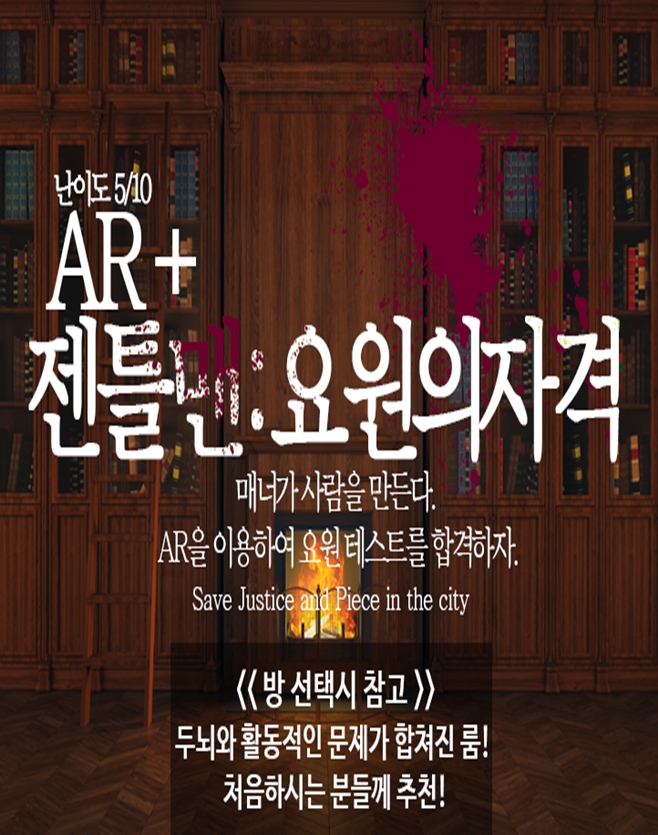 난이도 5/10
AR +
젠틀맨 : 요원의자격
매너가 사람을 만든다.
AR을 이용하여 요원 테스트를 합격하자.
Save Justice and Piece in the city
《 방 선택시 참고 》
두뇌와 활동적인 문제가 합쳐진 룸!
처음하시는 분들께 추천!